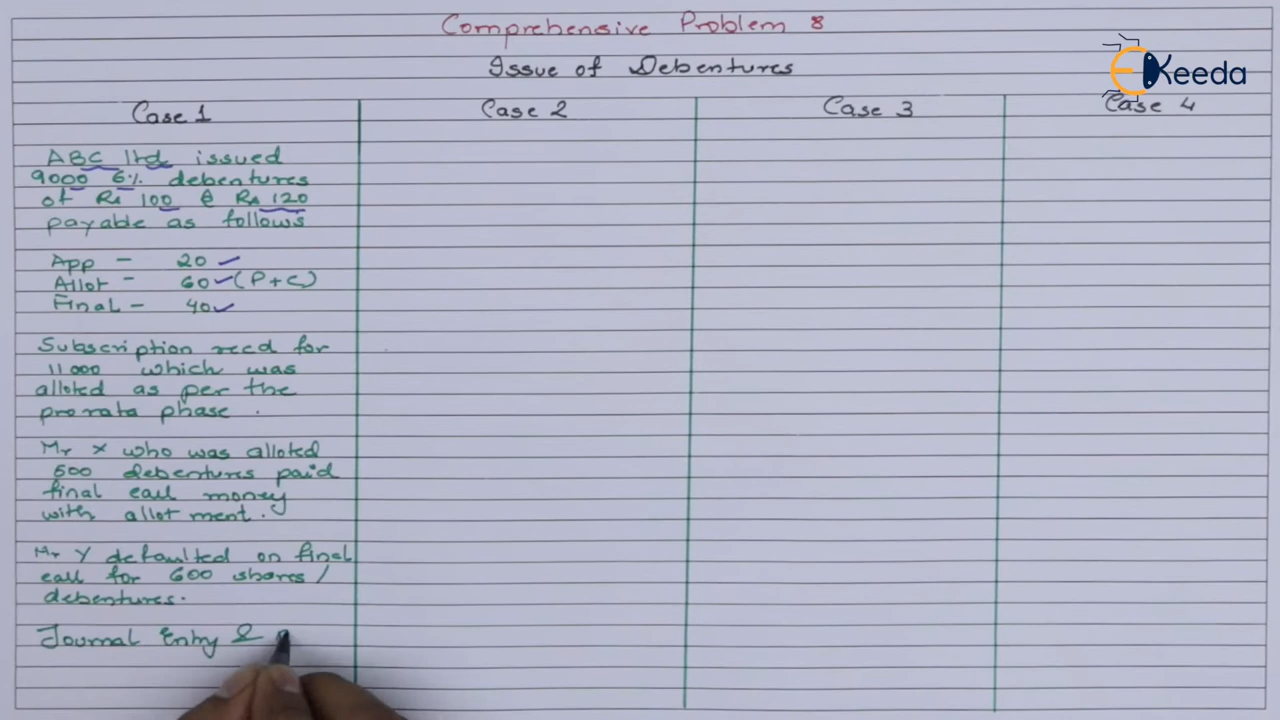 Comprehensive Problem 8
Issue of Debentures
EKeeda
Case 1
Case 2
Case 3
Case 4
ABC ltd issued
9000 6% debentures
of Rs 100 @ Rs 120
payable as follows
App - 20
Allot - 60 (P+C)
Final - 40
Subscription recd for
11000 which was
alloted as per the
prorata phase.
Mr X who was alloted
500 debentures paid
final call money
with allotment.
Mr Y defaulted on final
call for 600 shares /
debentures.
Journal Entry &